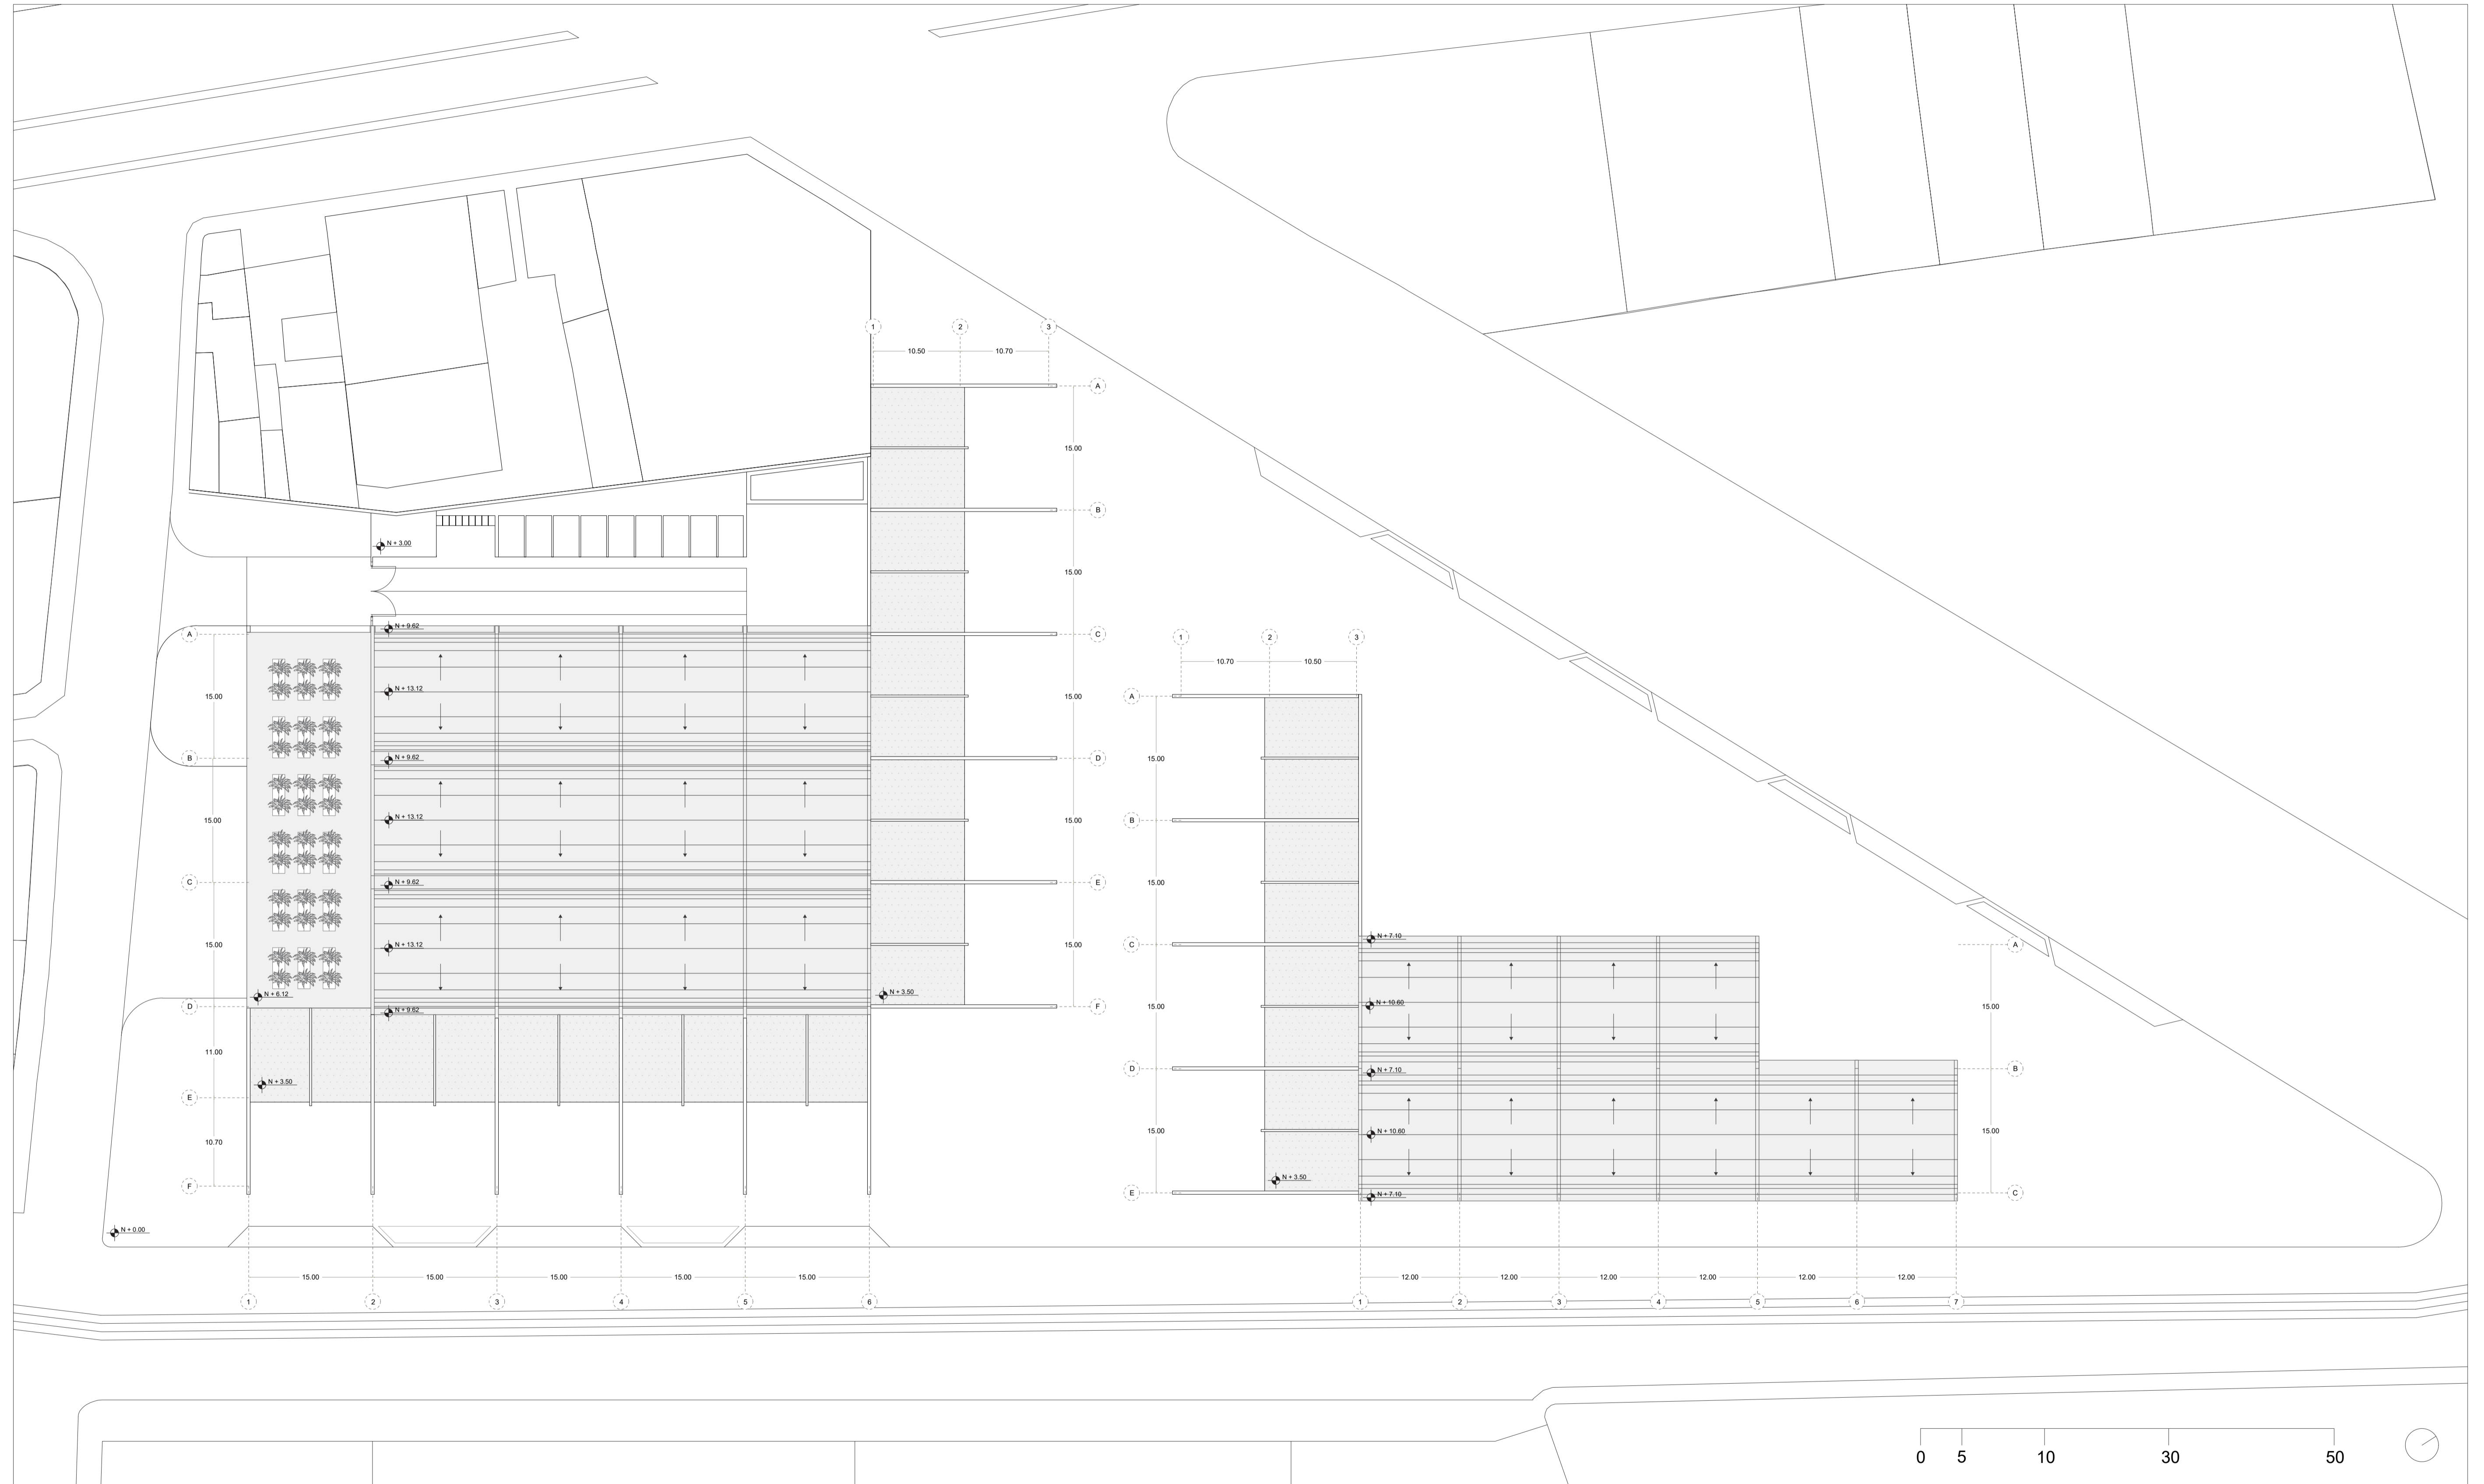 1 2 3
10.50 10.70
A
15.00
B
N + 3.00
15.00
A N + 9.62 C
1 2 3
10.70 10.50
15.00 N + 13.12 15.00 A
B N + 9.62 D 15.00
15.00 N + 13.12 15.00 B
C N + 9.62 E 15.00
15.00 N + 13.12 15.00 C N + 7.10 A
N + 6.12 N + 3.50
D N + 9.62 F 15.00 N + 10.60 15.00
11.00
D N + 7.10 B
N + 3.50
E
10.70 15.00 N + 10.60 15.00
F N + 3.50
E N + 7.10 C
N + 0.00
15.00 15.00 15.00 15.00 15.00 12.00 12.00 12.00 12.00 12.00 12.00
1 2 3 4 5 6 1 2 3 4 5 6 7
0 5 10 30 50